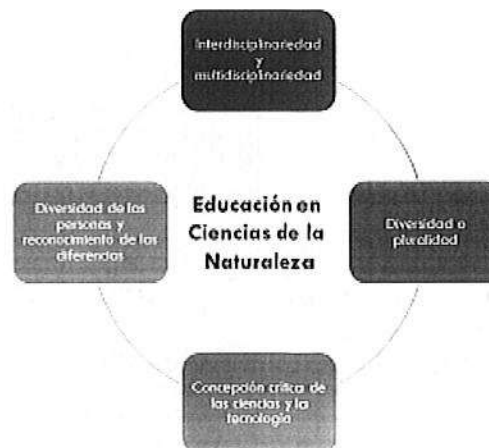 Interdisciplinariedad
y
multidisciplinariedad
Diversidad de las
personas y
reconocimiento de las
diferencias
Educación en
Ciencias de la
Naturaleza
Diversidad o
pluralidad
Concepción crítica de
las ciencias y la
tecnología